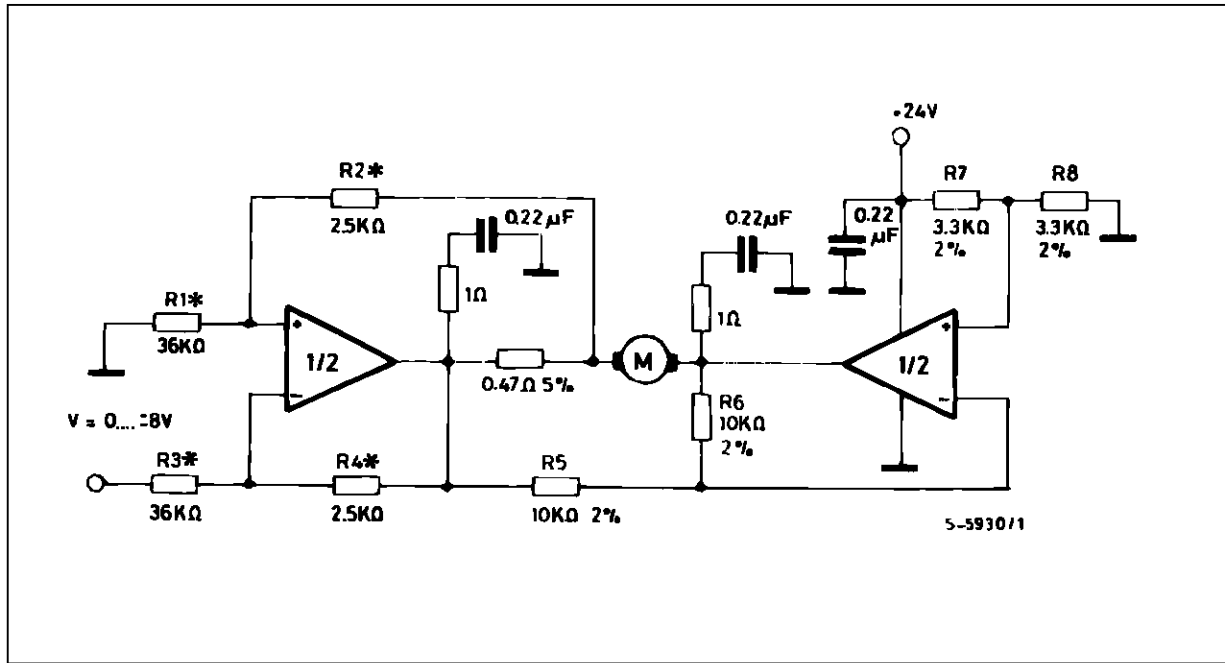 +24V
R2*
2.5KΩ
0.22µF
0.22µF
0.22
µF
R7
3.3KΩ
2%
R8
3.3KΩ
2%
R1*
36KΩ
1Ω
1Ω
+
1/2
–
0.47Ω 5%
M
+
1/2
–
R6
10KΩ
2%
R3*
36KΩ
R4*
2.5KΩ
R5
10KΩ 2%
S-5930/1